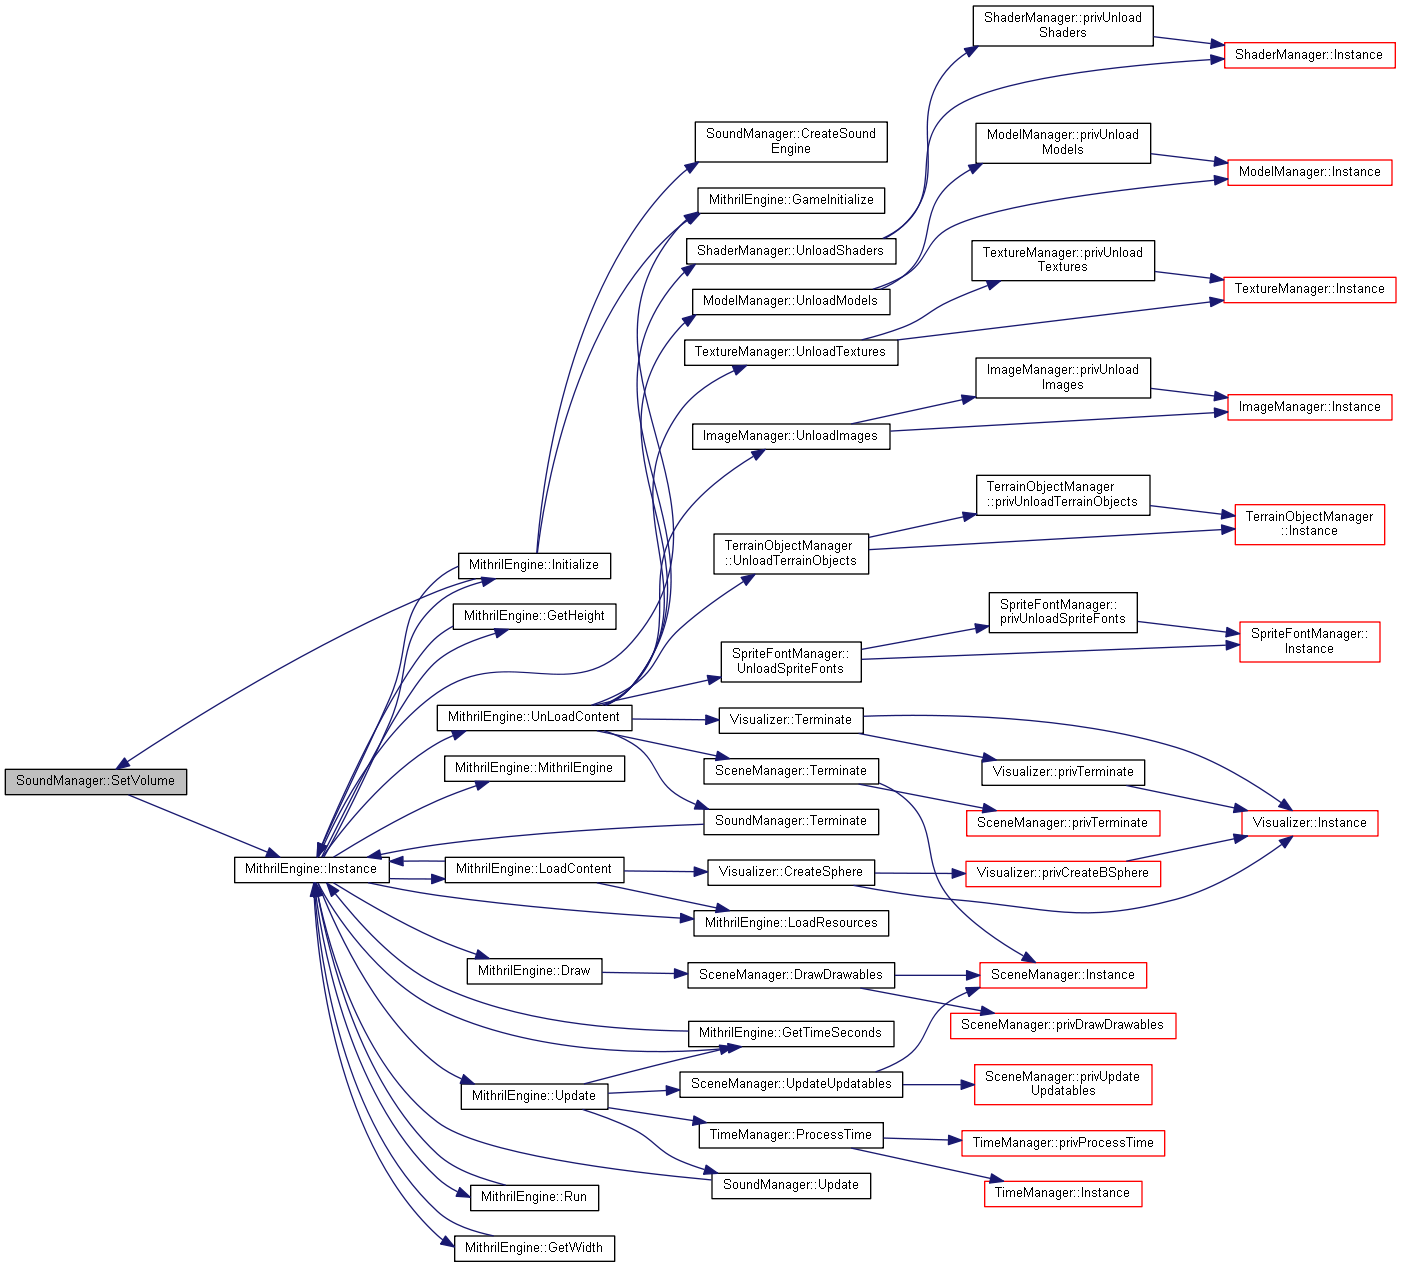 ShaderManager::privUnload
Shaders
ShaderManager::Instance
SoundManager::CreateSound
Engine
ModelManager::privUnload
Models
ModelManager::Instance
MithrilEngine::GameInitialize
ShaderManager::UnloadShaders
TextureManager::privUnload
Textures
TextureManager::Instance
ModelManager::UnloadModels
TextureManager::UnloadTextures
ImageManager::privUnload
Images
ImageManager::Instance
ImageManager::UnloadImages
TerrainObjectManager
::privUnloadTerrainObjects
TerrainObjectManager
::Instance
TerrainObjectManager
::UnloadTerrainObjects
MithrilEngine::Initialize
MithrilEngine::GetHeight
SpriteFontManager::
privUnloadSpriteFonts
SpriteFontManager::
Instance
SpriteFontManager::
UnloadSpriteFonts
MithrilEngine::UnLoadContent
Visualizer::Terminate
MithrilEngine::MithrilEngine
SceneManager::Terminate
Visualizer::privTerminate
SoundManager::SetVolume
SoundManager::Terminate
SceneManager::privTerminate
Visualizer::Instance
MithrilEngine::Instance
MithrilEngine::LoadContent
Visualizer::CreateSphere
Visualizer::privCreateBSphere
MithrilEngine::LoadResources
MithrilEngine::Draw
SceneManager::DrawDrawables
SceneManager::Instance
SceneManager::privDrawDrawables
MithrilEngine::GetTimeSeconds
MithrilEngine::Update
SceneManager::UpdateUpdatables
SceneManager::privUpdate
Updatables
TimeManager::ProcessTime
TimeManager::privProcessTime
SoundManager::Update
TimeManager::Instance
MithrilEngine::Run
MithrilEngine::GetWidth